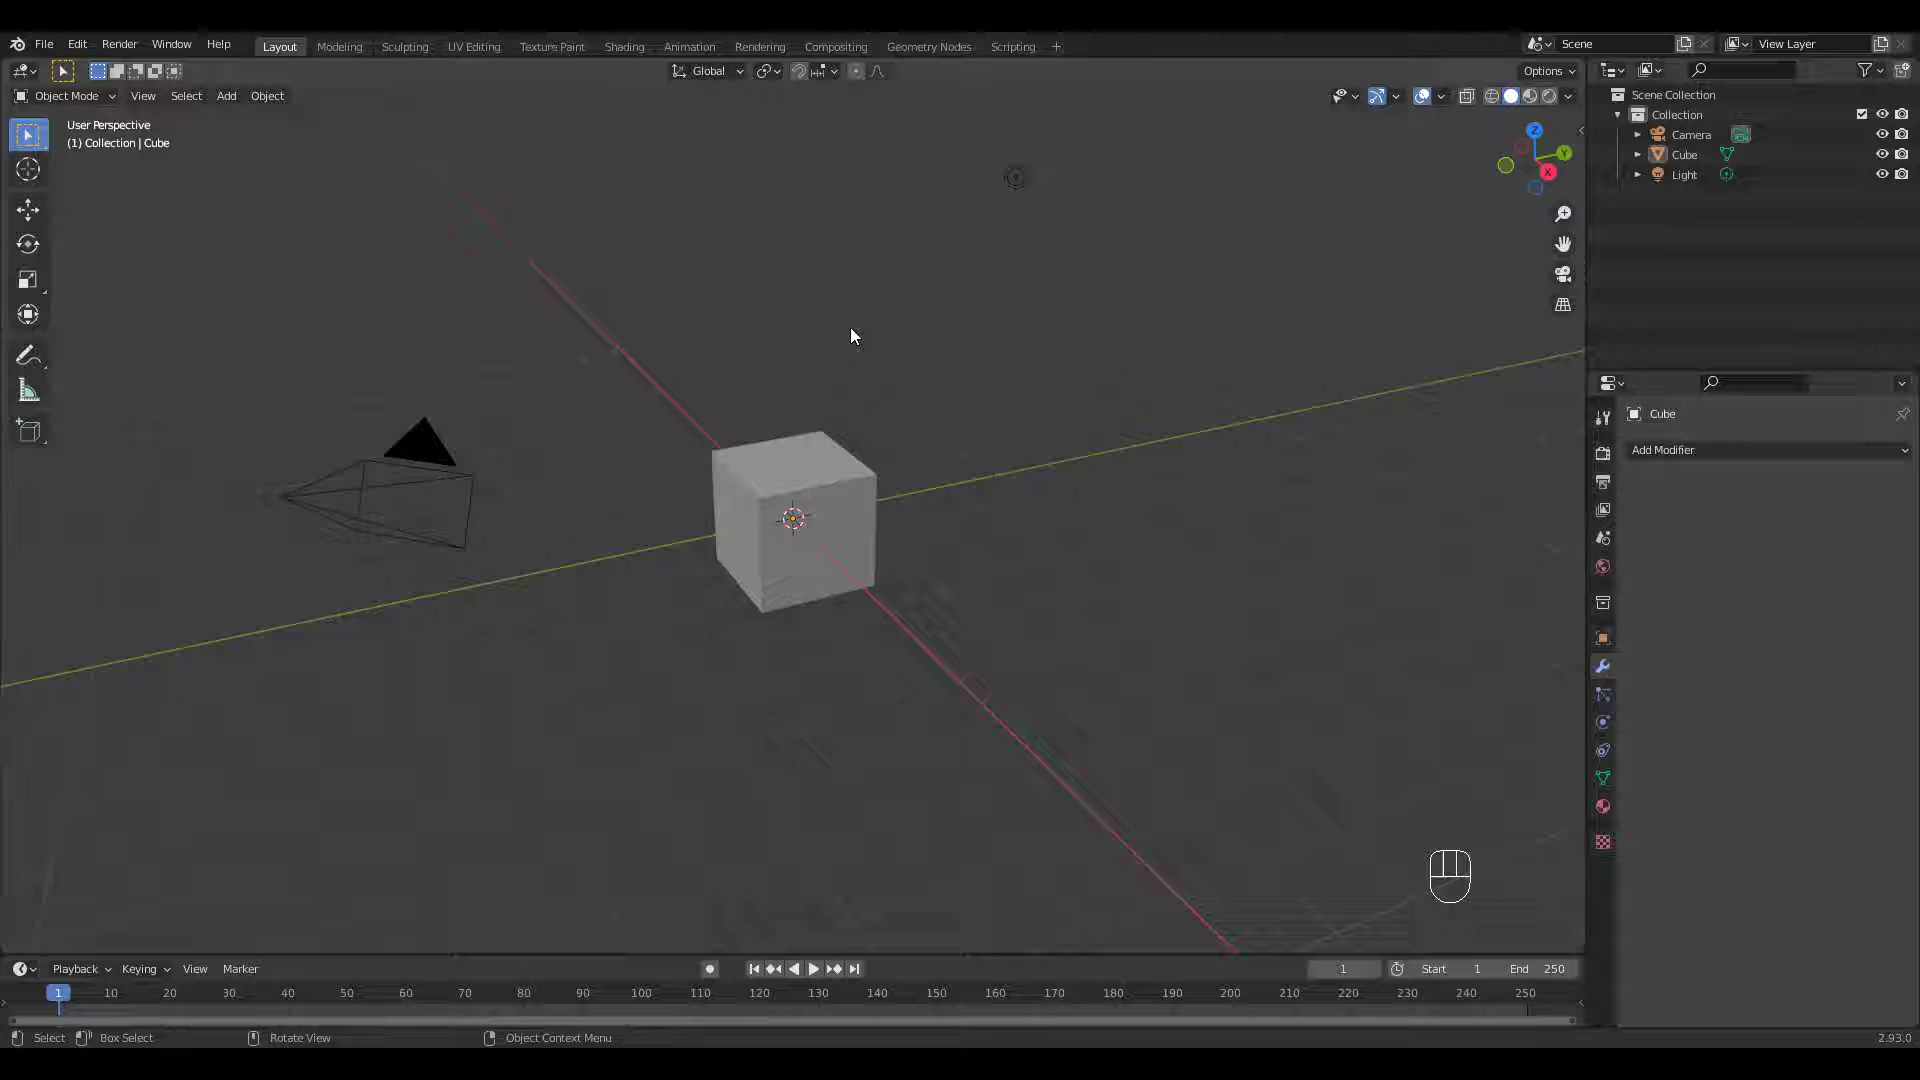 File Edit Render Window Help Layout Modeling Sculpting UV Editing Texture Paint Shading Animation Rendering Compositing Geometry Nodes Scripting + Scene View Layer
Global Options
Object Mode View Select Add Object
User Perspective
(1) Collection | Cube
Z
Y
X
Scene Collection
Collection
Camera
Cube
Light
Cube
Add Modifier
Playback Keying View Marker 1 Start 1 End 250
1 10 20 30 40 50 60 70 80 90 100 110 120 130 140 150 160 170 180 190 200 210 220 230 240 250
Select Box Select Rotate View Object Context Menu 2.93.0